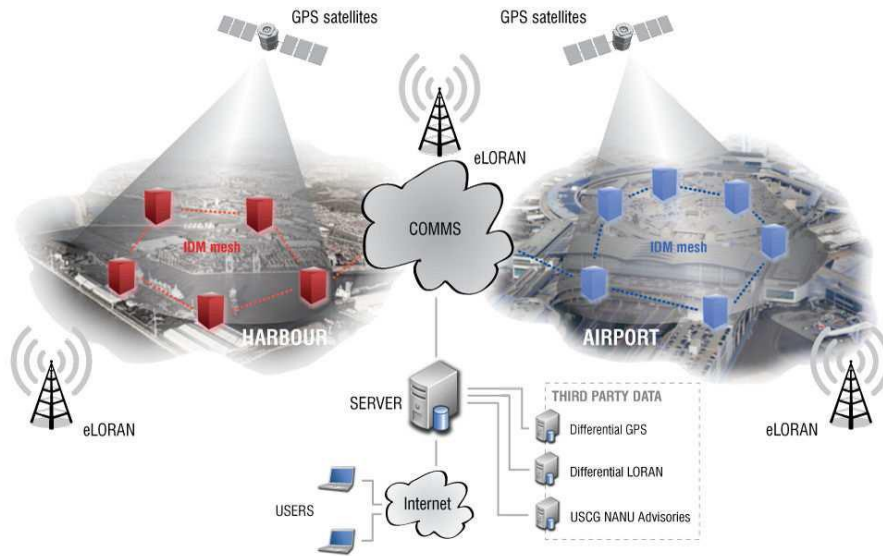 GPS satellites
GPS satellites
eLORAN
COMMS
IDM mesh
IDM mesh
HARBOUR
AIRPORT
eLORAN
eLORAN
SERVER
THIRD PARTY DATA
Differential GPS
Differential LORAN
USCG NANU Advisories
Internet
USERS